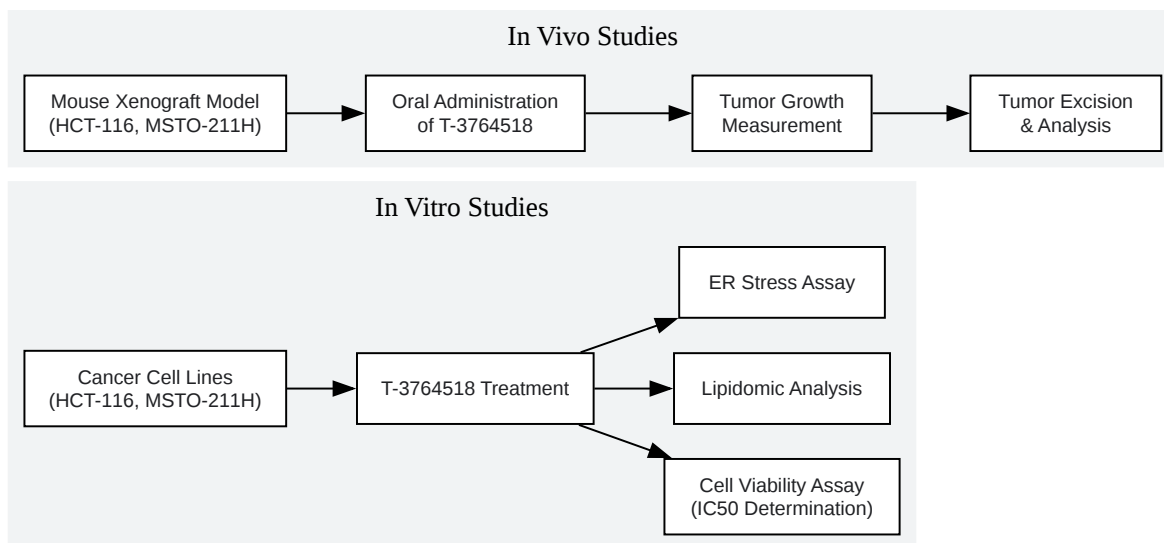 In Vivo Studies
Mouse Xenograft Model
(HCT-116, MSTO-211H)
Oral Administration
of T-3764518
Tumor Growth
Measurement
Tumor Excision
& Analysis
In Vitro Studies
Cancer Cell Lines
(HCT-116, MSTO-211H)
T-3764518 Treatment
ER Stress Assay
Lipidomic Analysis
Cell Viability Assay
(IC50 Determination)